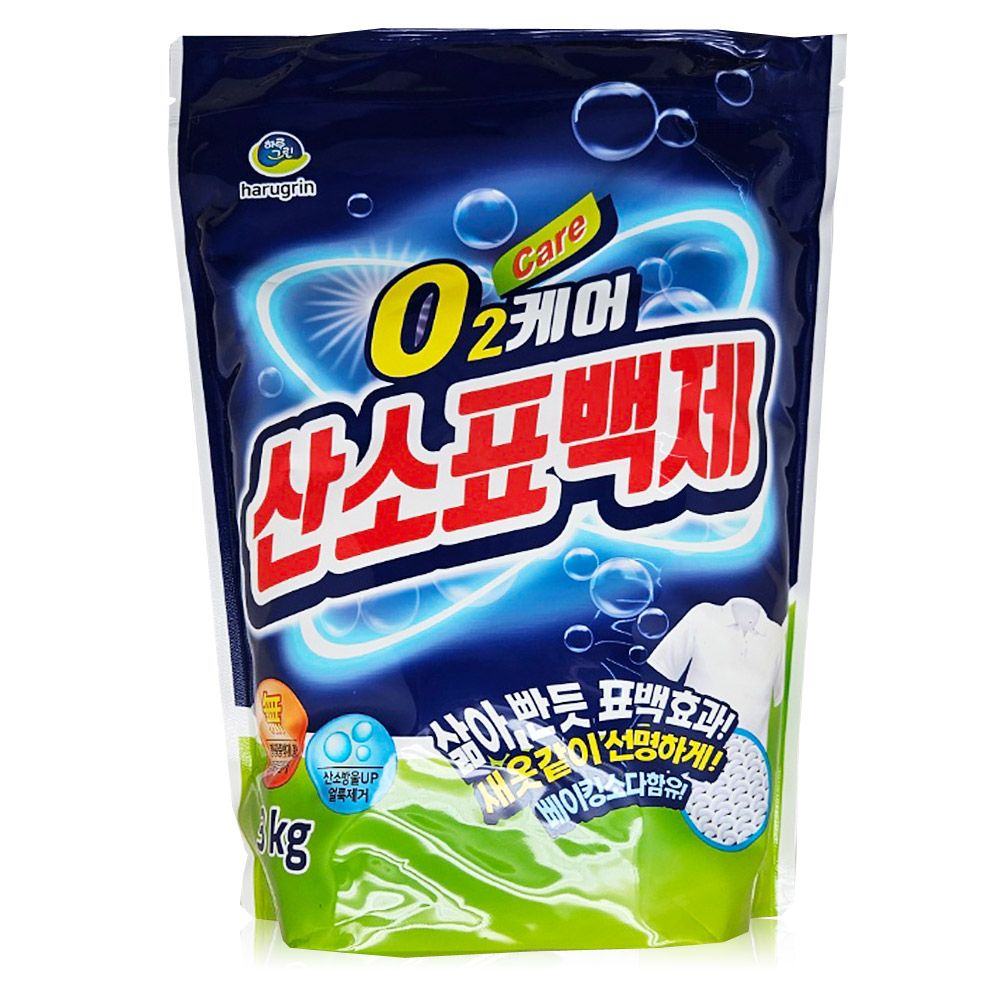 하루
그린
harugrin
Care
O2케어
산소표백제
삶아 빤듯 표백효과!
새옷같이 선명하게!
베이킹소다함유!
無
산소방울UP
얼룩제거
3kg